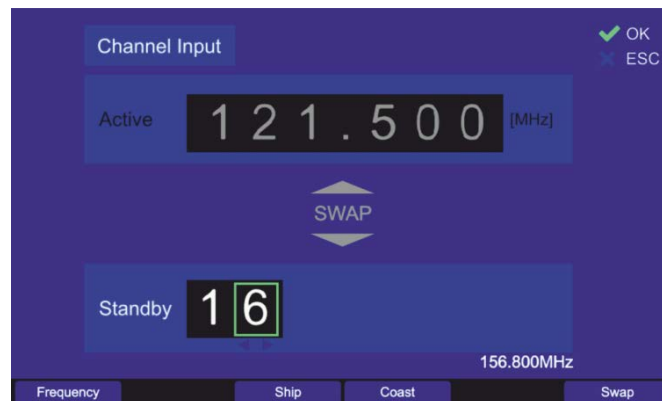 Channel Input
OK
ESC
Active 121.500 [MHz]
SWAP
Standby 16
156.800MHz
Frequency Ship Coast Swap